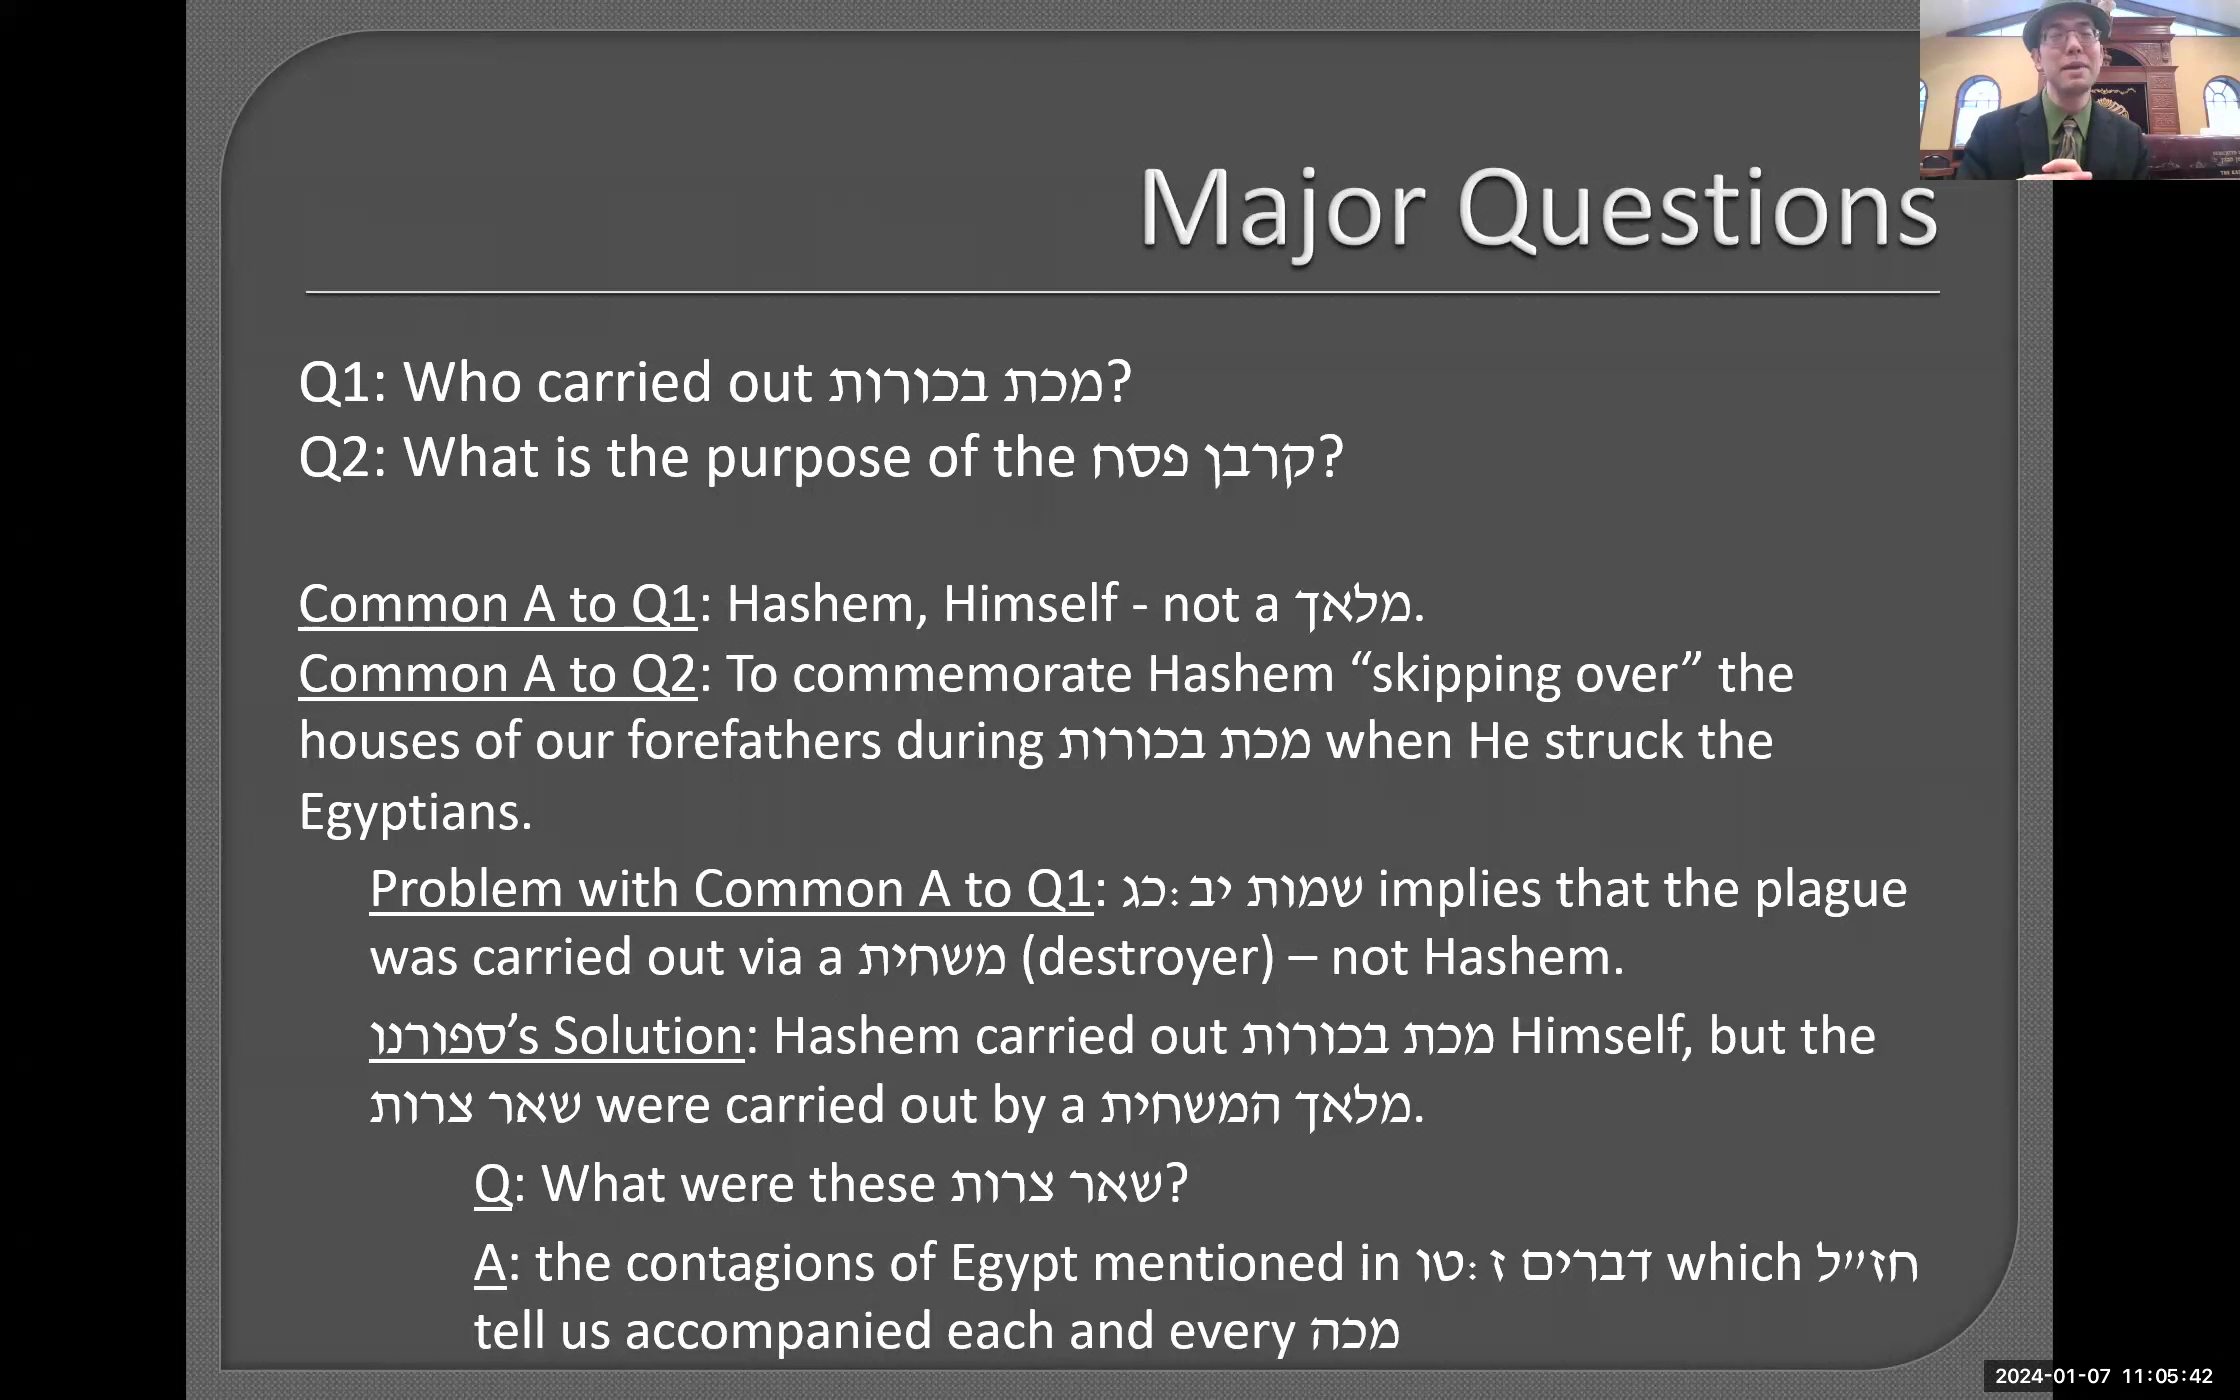 Major Questions
Q1: Who carried out מכת בכורות?
Q2: What is the purpose of the קרבן פסח?
Common A to Q1: Hashem, Himself - not a מלאך.
Common A to Q2: To commemorate Hashem “skipping over” the
houses of our forefathers during מכת בכורות when He struck the
Egyptians.
Problem with Common A to Q1: שמות יב:כג implies that the plague
was carried out via a משחית (destroyer) – not Hashem.
ספורנו’s Solution: Hashem carried out מכת בכורות Himself, but the
שאר צרות were carried out by a מלאך המשחית.
Q: What were these שאר צרות?
A: the contagions of Egypt mentioned in דברים ז:טו which חז״ל
tell us accompanied each and every מכה
2024-01-07 11:05:42